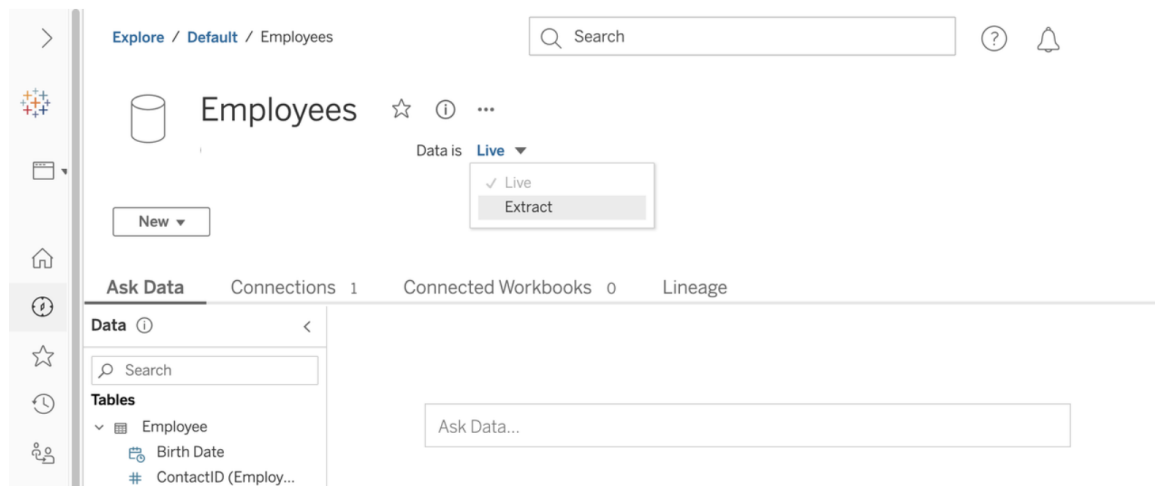 Explore / Default / Employees
Search
Employees
Data is Live
Live
Extract
New
Ask Data Connections 1 Connected Workbooks 0 Lineage
Data
Search
Tables
Employee
Birth Date
# ContactID (Employ...
Ask Data...